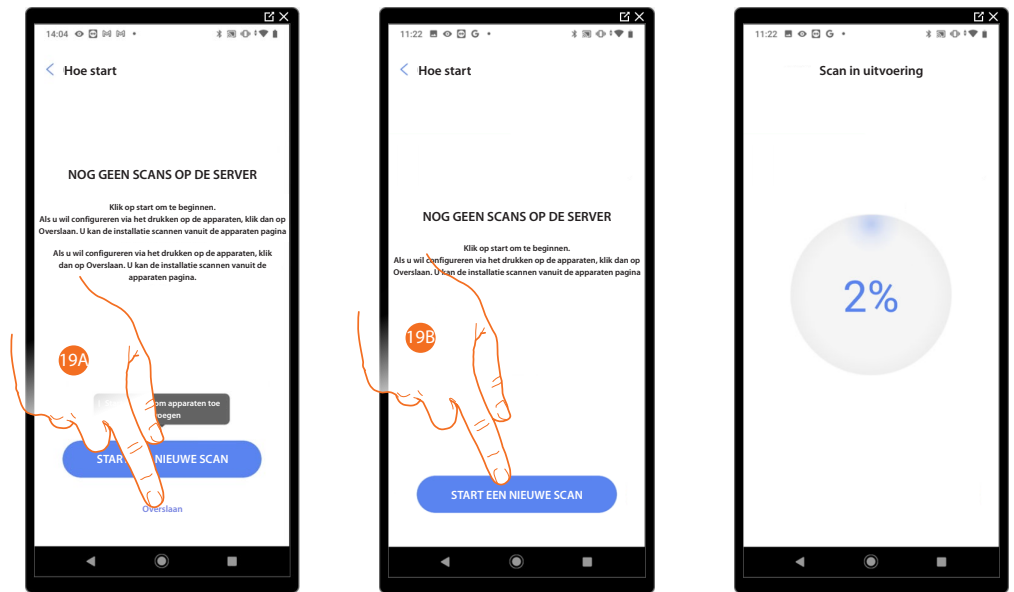 14:04
Hoe start
NOG GEEN SCANS OP DE SERVER
Klik op start om te beginnen.
Als u wil configureren via het drukken op de apparaten, klik dan op
Overslaan. U kan de installatie scannen vanuit de apparaten pagina
Als u wil configureren via het drukken op de apparaten, klik
dan op Overslaan. U kan de installatie scannen vanuit de
apparaten pagina.
19A
om apparaten toe
voegen
STAR NIEUWE SCAN
Overslaan
11:22 G
Hoe start
NOG GEEN SCANS OP DE SERVER
Klik op start om te beginnen.
Als u wil configureren via het drukken op de apparaten, klik dan op
Overslaan. U kan de installatie scannen vanuit de apparaten pagina
19B
START EEN NIEUWE SCAN
11:22 G
Scan in uitvoering
2%